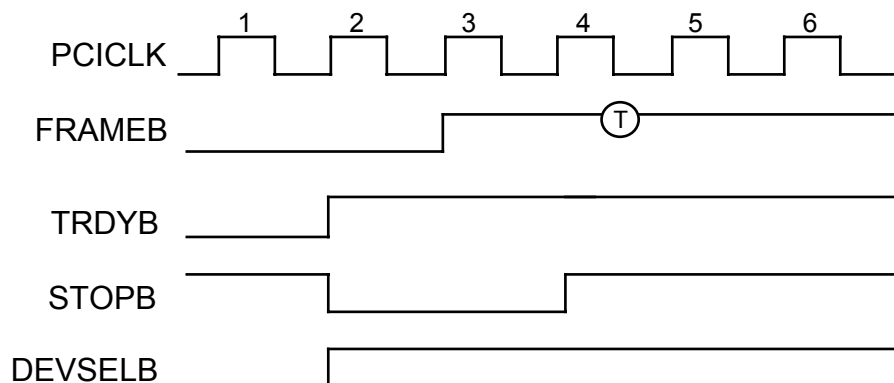 1 2 3 4 5 6
PCICLK
FRAMEB
T
TRDYB
STOPB
DEVSELB